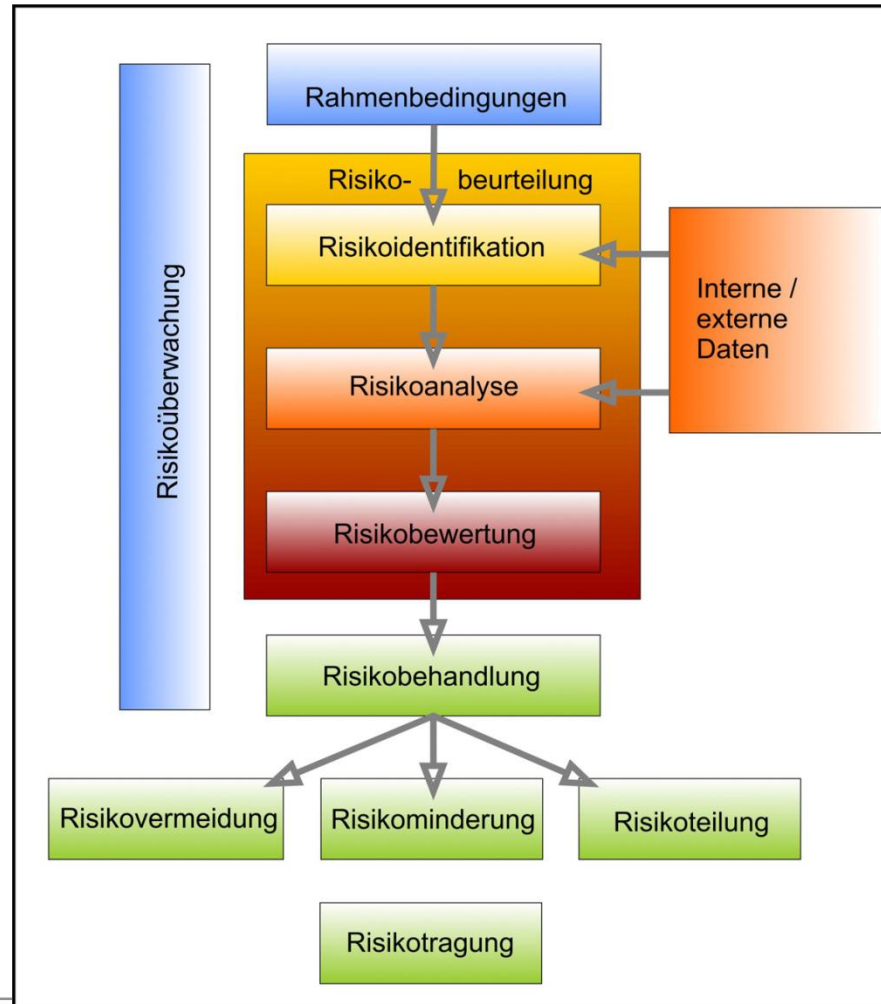 Rahmenbedingungen
Risikoüberwachung
Risiko- beurteilung
Risikoidentifikation
Interne /
externe
Daten
Risikoanalyse
Risikobewertung
Risikobehandlung
Risikovermeidung
Risikominderung
Risikoteilung
Risikotragung